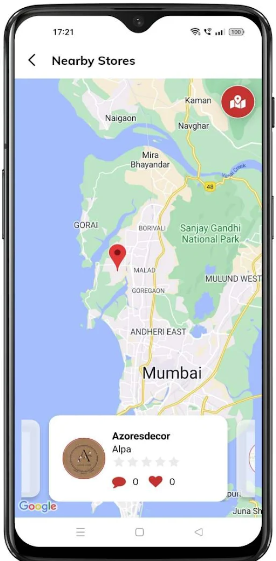 17:21
100
Nearby Stores
Kaman
Naigaon
Navghar
Mira
Bhayandar
48
GORAI
BORIVALI
Sanjay Gandhi
National Park
MALAD
MULUND WEST
GOREGAON
ANDHERI EAST
Mumbai
Azoresdecor
Alpa
A
0
0
Google
Juna Sh